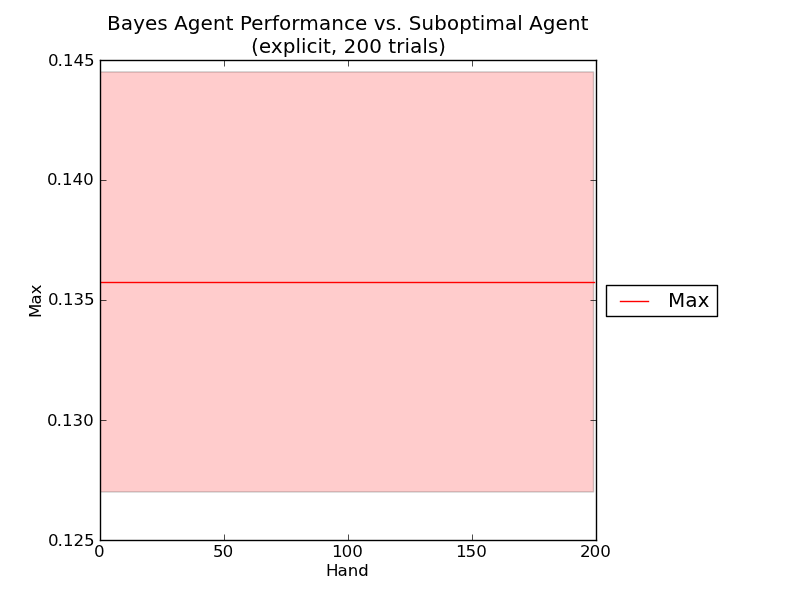 Bayes Agent Performance vs. Suboptimal Agent
(explicit, 200 trials)
0.145
0.140
0.135
0.130
0.125
Max
0
50
100
150
200
Hand
Max